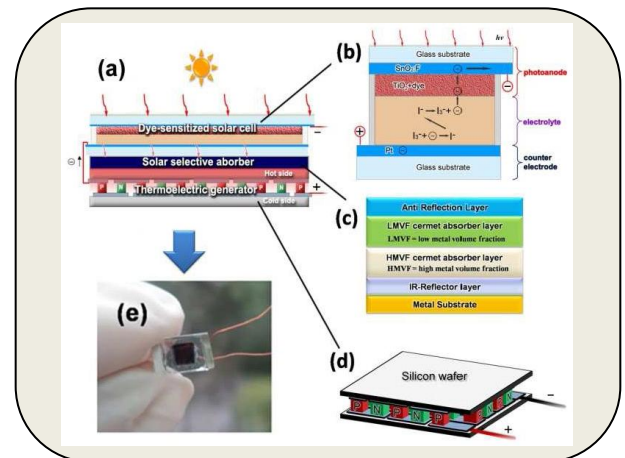 (a)
Dye-sensitized solar cell
−
Solar selective aborber
Hot side
P N P N P N
Thermoelectric generator
+
Cold side
(b)
hv
Glass substrate
SnO₂:F
photoanode
TiO₂+dye
I⁻ → I₃⁻ + ⊖
electrolyte
I₃⁻ + ⊖ → I⁻
Pt
counter
electrode
Glass substrate
(c)
Anti Reflection Layer
LMVF cermet absorber layer
LMVF = low metal volume fraction
HMVF cermet absorber layer
HMVF = high metal volume fraction
IR-Reflector layer
Metal Substrate
(d)
Silicon wafer
P N P N P N N
−
+
(e)